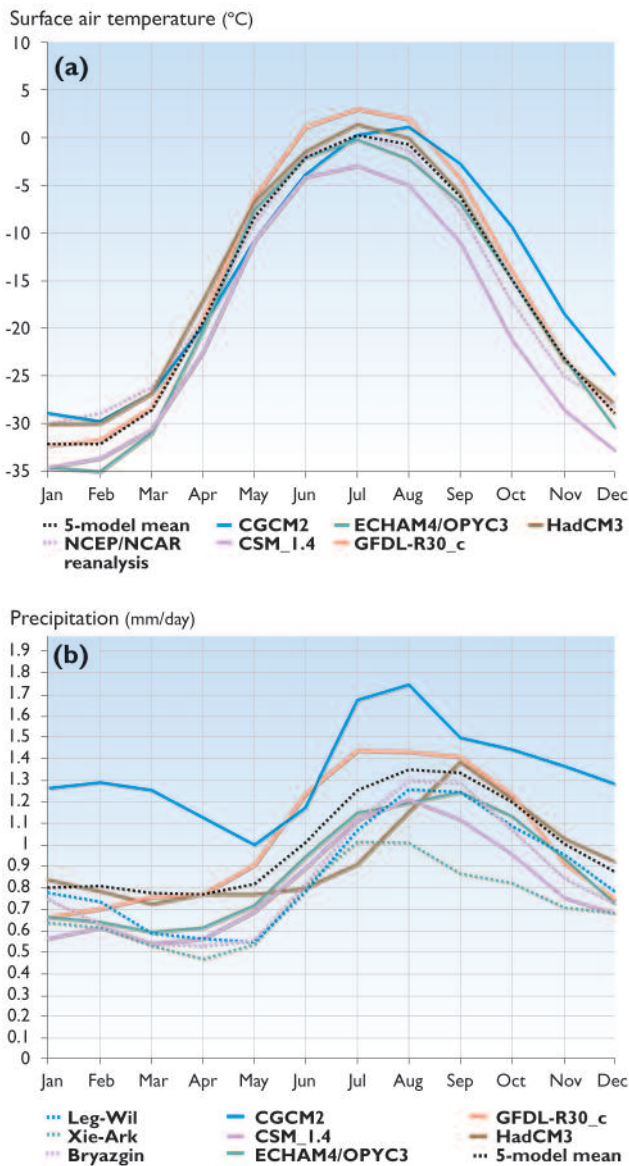 Surface air temperature (ºC)
(a)
10
5
0
-5
-10
-15
-20
-25
-30
-35
Jan Feb Mar Apr May Jun Jul Aug Sep Oct Nov Dec
5-model mean CGCM2 ECHAM4/OPYC3 HadCM3
NCEP/NCAR CSM_1.4 GFDL-R30_c
reanalysis
Precipitation (mm/day)
(b)
1.9
1.8
1.7
1.6
1.5
1.4
1.3
1.2
1.1
1
0.9
0.8
0.7
0.6
0.5
0.4
0.3
0.2
0.1
0
Jan Feb Mar Apr May Jun Jul Aug Sep Oct Nov Dec
Leg-Wil CGCM2 GFDL-R30_c
Xie-Ark CSM_1.4 HadCM3
Bryazgin ECHAM4/OPYC3 5-model mean